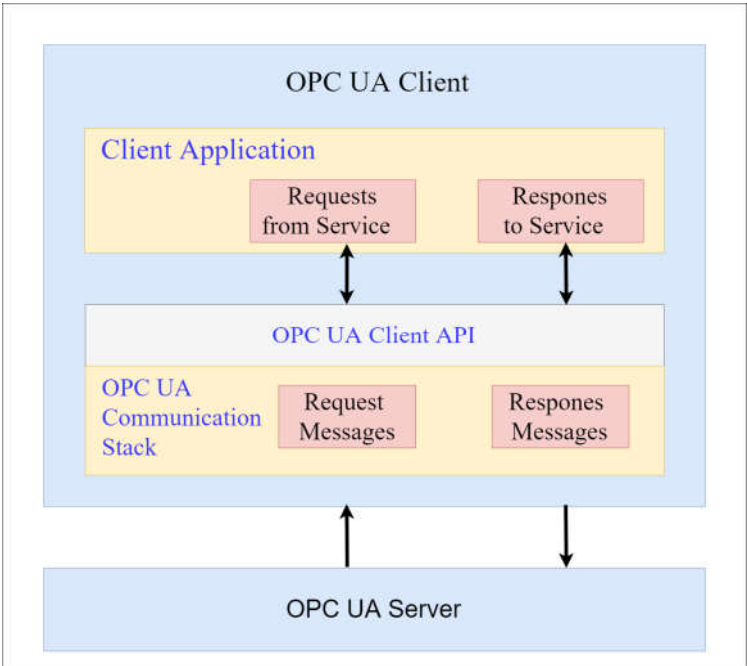 OPC UA Client
Client Application
Requests
from Service
Respones
to Service
OPC UA Client API
OPC UA
Communication
Stack
Request
Messages
Respones
Messages
OPC UA Server